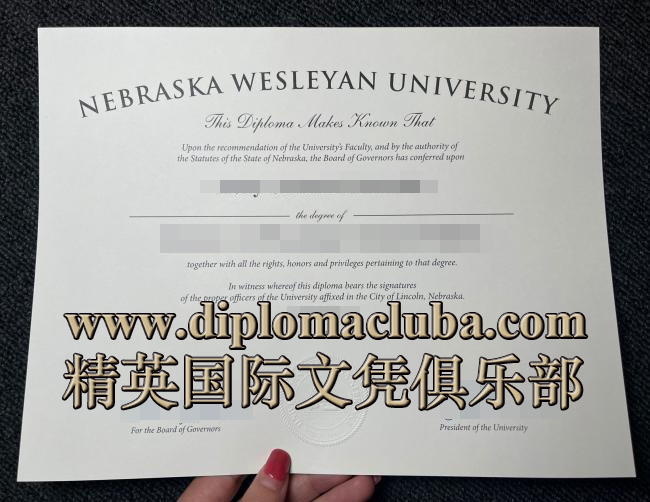 NEBRASKA WESLEYAN UNIVERSITY
This Diploma Makes Known That
Upon the recommendation of the University's Faculty, and by the authority of
the Statutes of the State of Nebraska, the Board of Governors has conferred upon
the degree of
together with all the rights, honors and privileges pertaining to that degree.
In witness whereof this diploma bears the signatures
of the proper officers of the University affixed in the City of Lincoln, Nebraska.
www.diplomacluba.com
精英国际文凭俱乐部
For the Board of Governors
President of the University